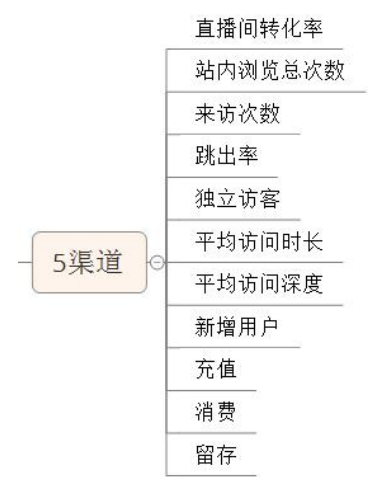 直播间转化率
站内浏览总次数
来访次数
跳出率
独立访客
5渠道
平均访问时长
平均访问深度
新增用户
充值
消费
留存